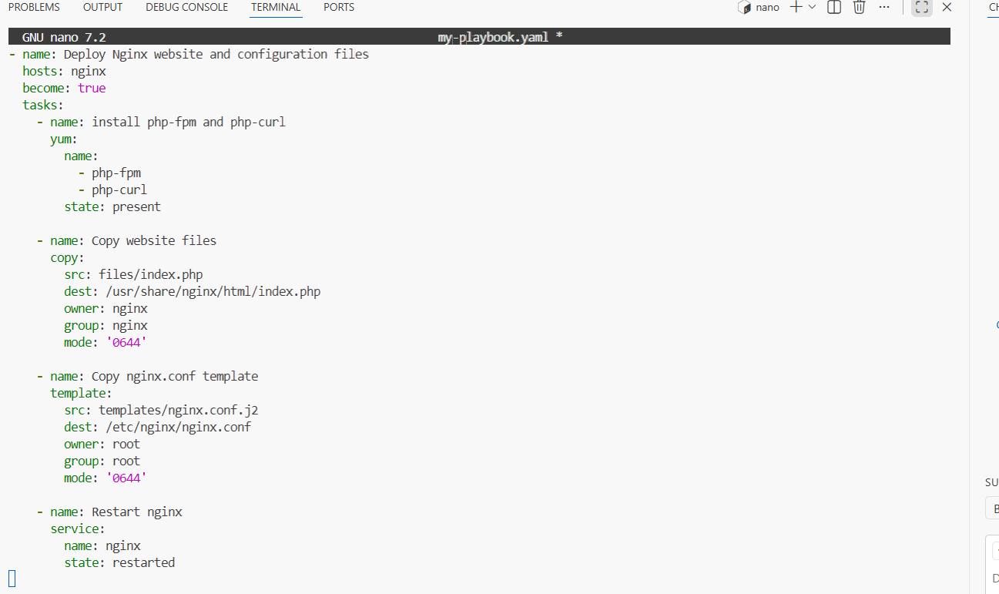 PROBLEMS OUTPUT DEBUG CONSOLE TERMINAL PORTS nano
GNU nano 7.2 my-playbook.yaml *
- name: Deploy Nginx website and configuration files
  hosts: nginx
  become: true
  tasks:
    - name: install php-fpm and php-curl
      yum:
        name:
          - php-fpm
          - php-curl
        state: present

    - name: Copy website files
      copy:
        src: files/index.php
        dest: /usr/share/nginx/html/index.php
        owner: nginx
        group: nginx
        mode: '0644'

    - name: Copy nginx.conf template
      template:
        src: templates/nginx.conf.j2
        dest: /etc/nginx/nginx.conf
        owner: root
        group: root
        mode: '0644'

    - name: Restart nginx
      service:
        name: nginx
        state: restarted